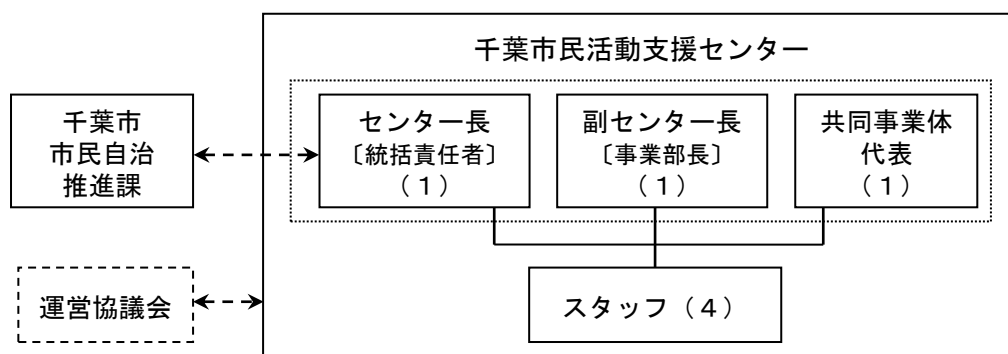 千葉市民活動支援センター
千葉市
市民自治
推進課
センター長
〔統括責任者〕
（１）
副センター長
〔事業部長〕
（１）
共同事業体
代表
（１）
運営協議会
スタッフ（４）